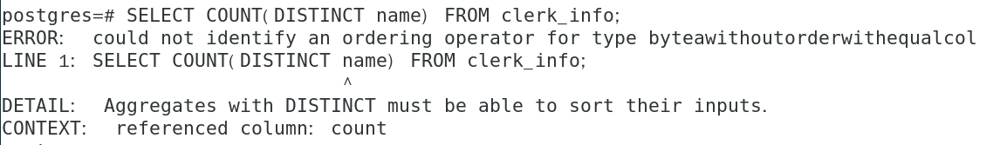 postgres=# SELECT COUNT(DISTINCT name) FROM clerk_info;
ERROR:  could not identify an ordering operator for type byteawithoutorderwithequalcol
LINE 1: SELECT COUNT(DISTINCT name) FROM clerk_info;
^
DETAIL:  Aggregates with DISTINCT must be able to sort their inputs.
CONTEXT:  referenced column: count